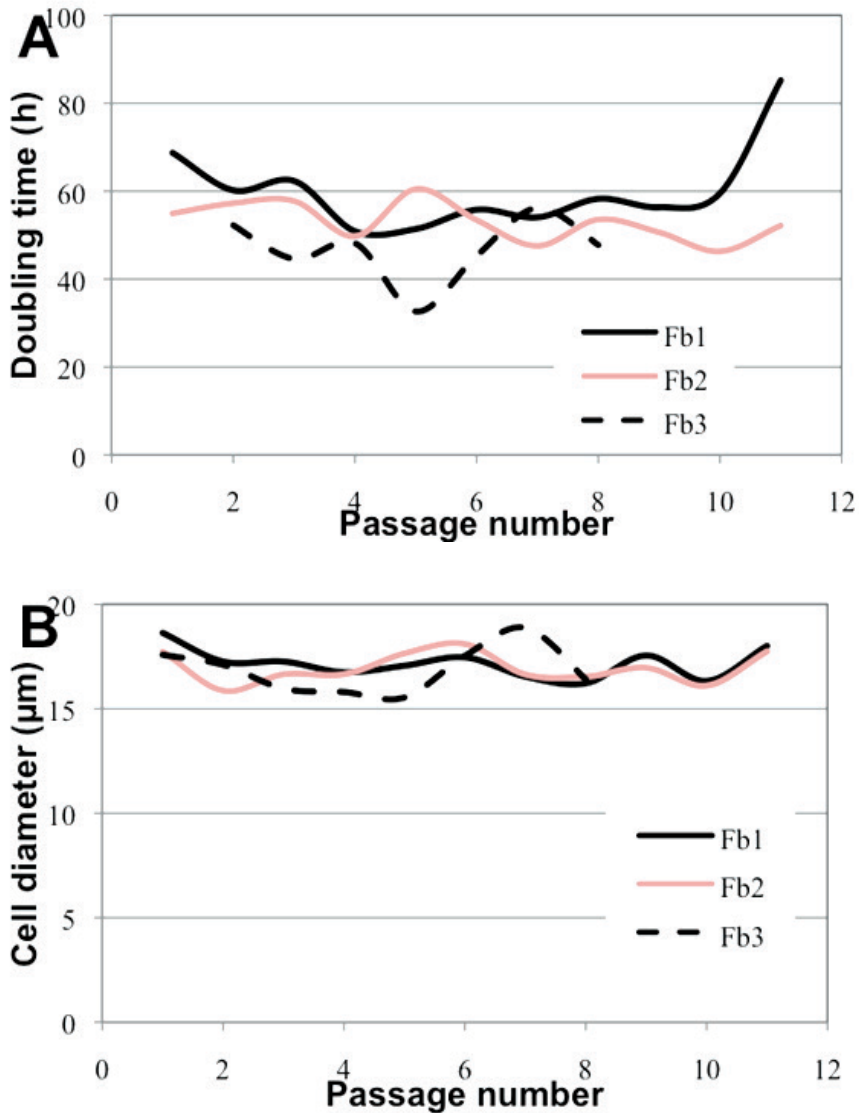 A
Doubling time (h)
100
80
60
40
20
0
Fb1
Fb2
Fb3
0 2 4 6 8 10 12
Passage number
B
Cell diameter (µm)
20
15
10
5
0
Fb1
Fb2
Fb3
0 2 4 6 8 10 12
Passage number